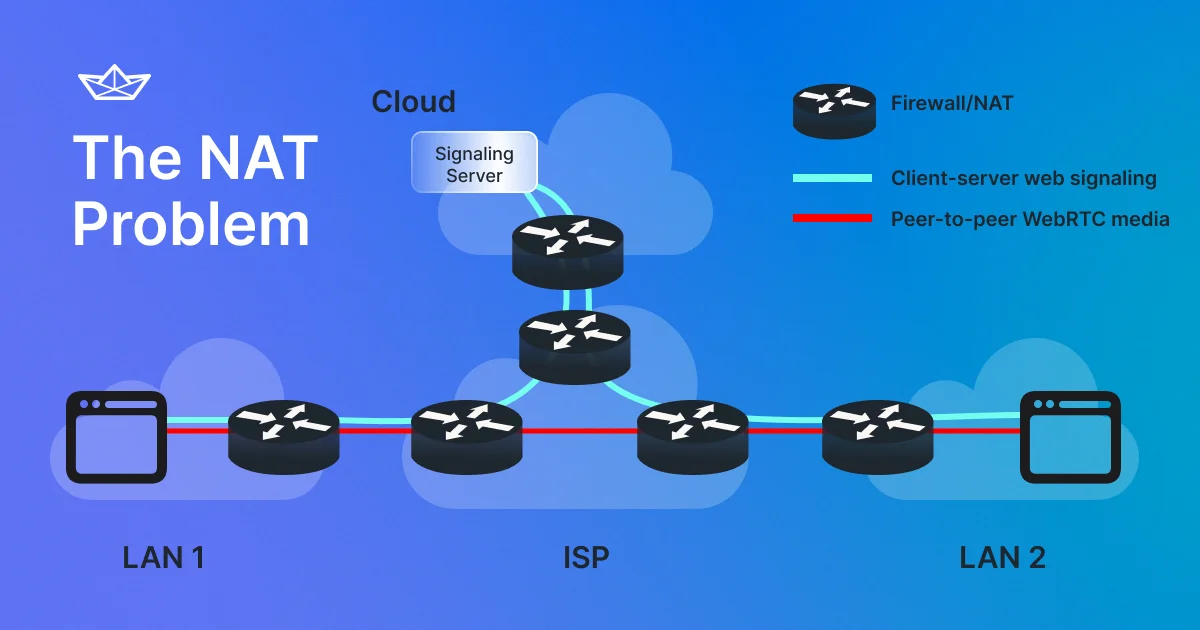 The NAT
Problem
Cloud
Signaling
Server
Firewall/NAT
Client-server web signaling
Peer-to-peer WebRTC media
LAN 1
ISP
LAN 2